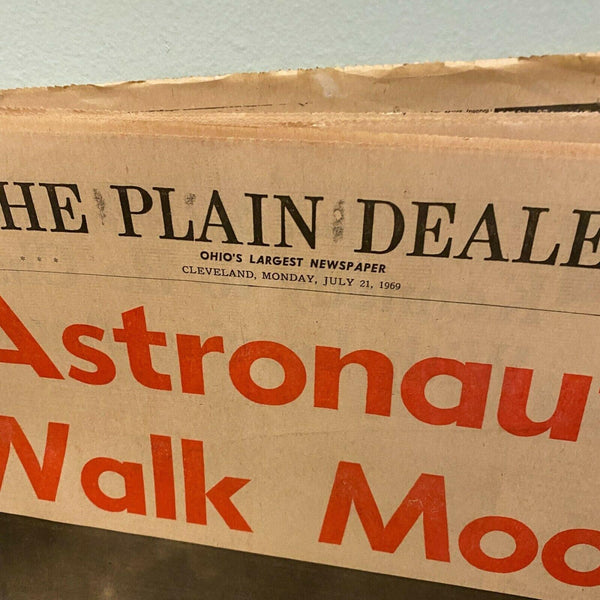 HE PLAIN DEALE
OHIO'S LARGEST NEWSPAPER
CLEVELAND, MONDAY, JULY 21, 1969
Astronau
Walk Moo